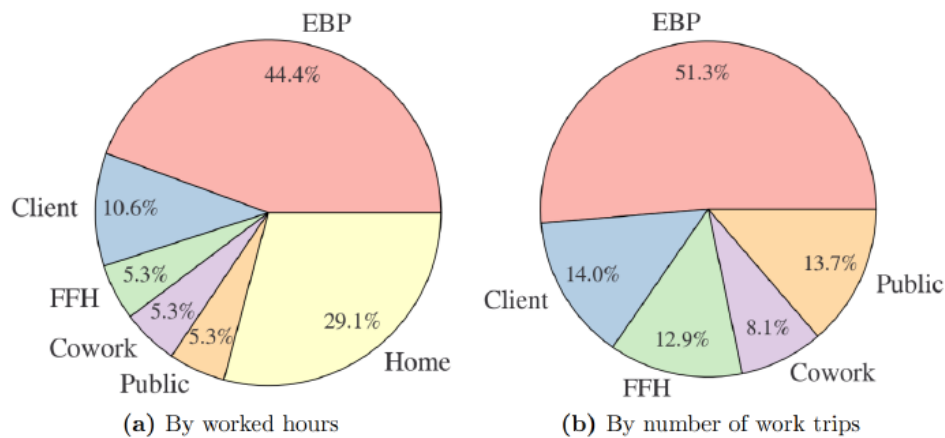 EBP
44.4%
Client
10.6%
FFH
5.3%
Cowork
5.3%
Public
5.3%
Home
29.1%
(a) By worked hours
EBP
51.3%
Client
14.0%
FFH
12.9%
Cowork
8.1%
Public
13.7%
(b) By number of work trips